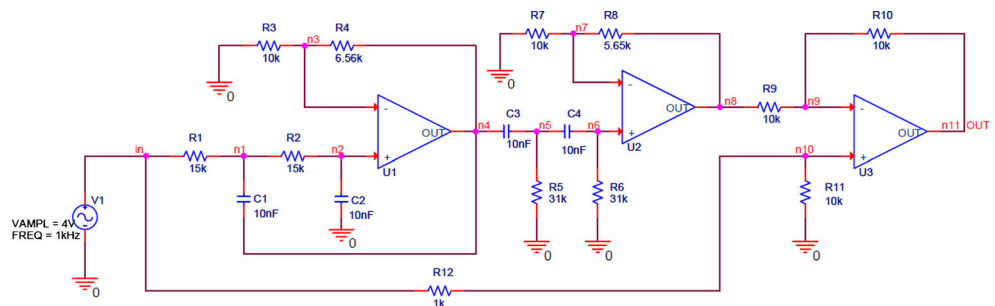 R3
10k
n3
R4
6.56k
0
-
+
OUT
U1
in
R1
15k
n1
R2
15k
n2
C1
10nF
C2
10nF
0
V1
VAMPL = 4V
FREQ = 1kHz
0
n4
C3
10nF
n5
C4
10nF
n6
R5
31k
0
R6
31k
0
R7
10k
n7
R8
5.65k
0
-
+
OUT
U2
n8
R9
10k
n9
R10
10k
-
+
OUT
U3
n10
R11
10k
0
n11
OUT
R12
1k